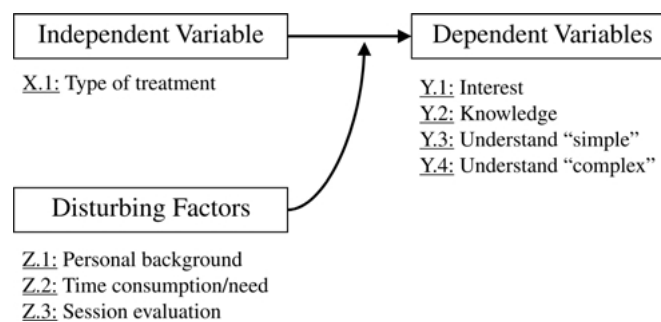 Independent Variable
X.1: Type of treatment
Dependent Variables
Y.1: Interest
Y.2: Knowledge
Y.3: Understand “simple”
Y.4: Understand “complex”
Disturbing Factors
Z.1: Personal background
Z.2: Time consumption/need
Z.3: Session evaluation